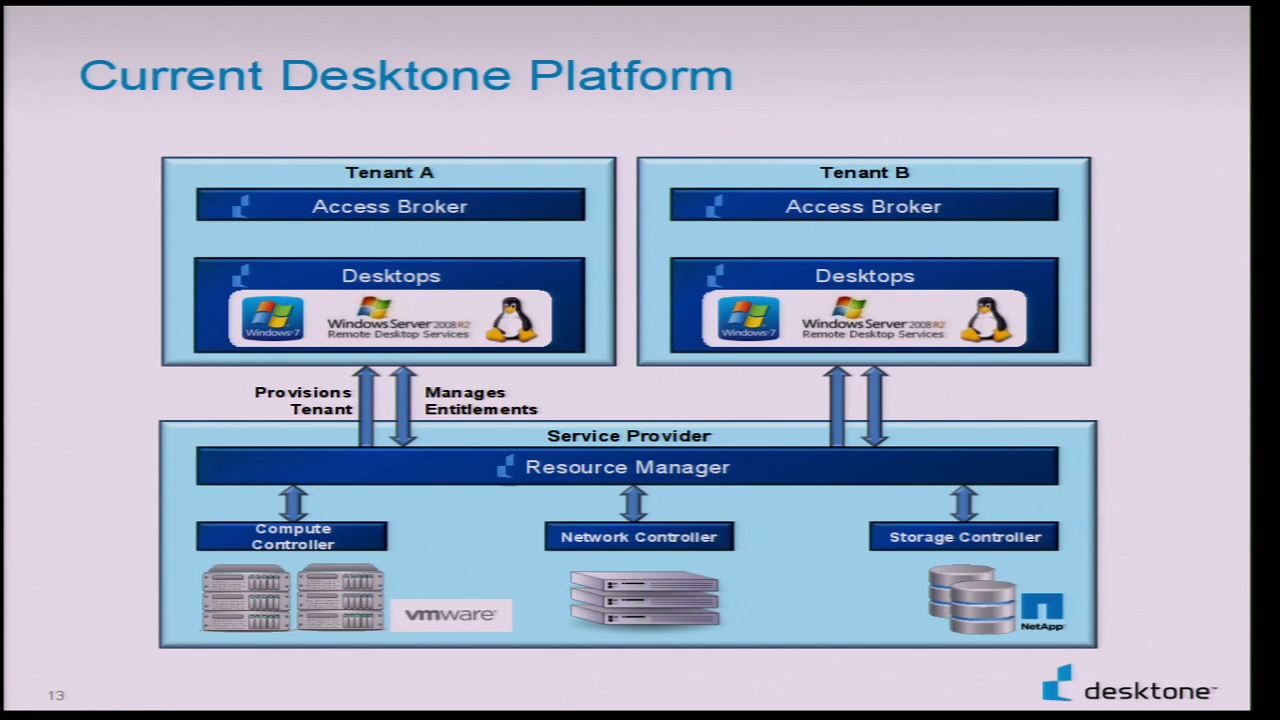 Current Desktone Platform
Tenant A
Access Broker
Desktops
Windows 7
Windows Server 2008 R2
Remote Desktop Services
Tenant B
Access Broker
Desktops
Windows 7
Windows Server 2008 R2
Remote Desktop Services
Provisions
Tenant
Manages
Entitlements
Service Provider
Resource Manager
Compute
Controller
Network Controller
Storage Controller
vmware
NetApp
13
desktone™